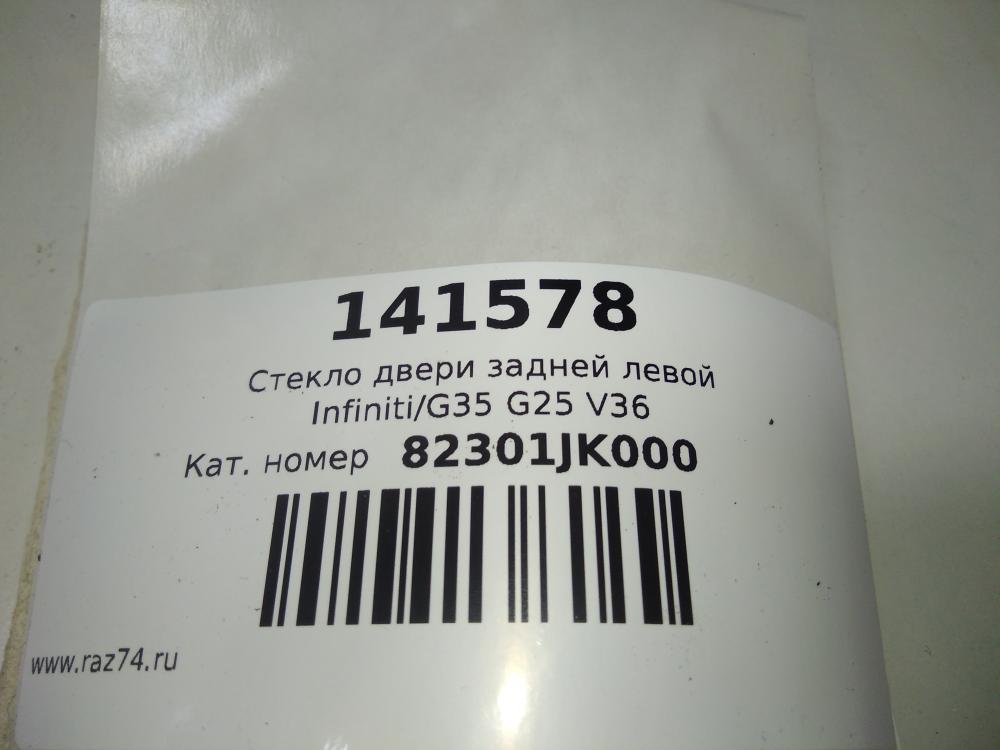 141578
Стекло двери задней левой
Infiniti/G35 G25 V36
Кат. номер 82301JK000
www.raz74.ru